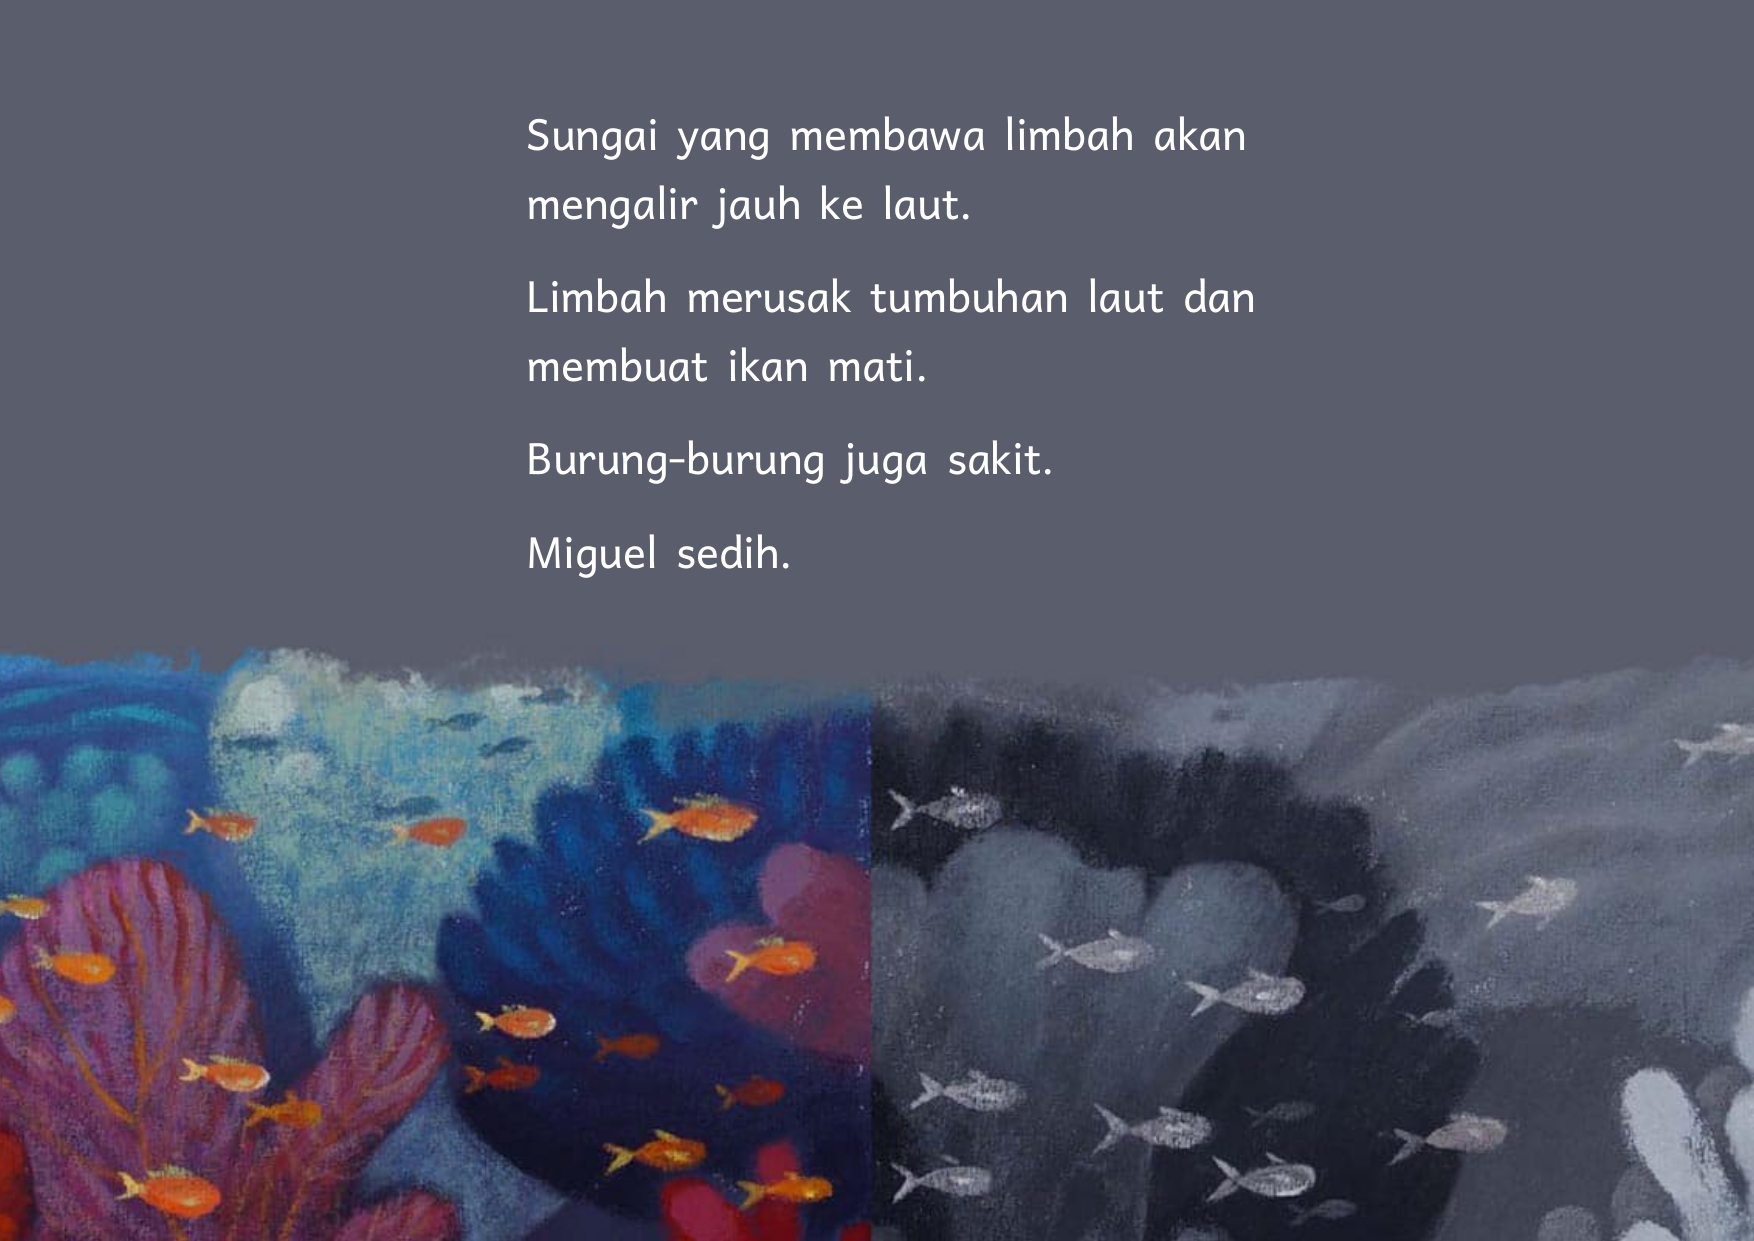 Sungai yang membawa limbah akan
mengalir jauh ke laut.
Limbah merusak tumbuhan laut dan
membuat ikan mati.
Burung-burung juga sakit.
Miguel sedih.